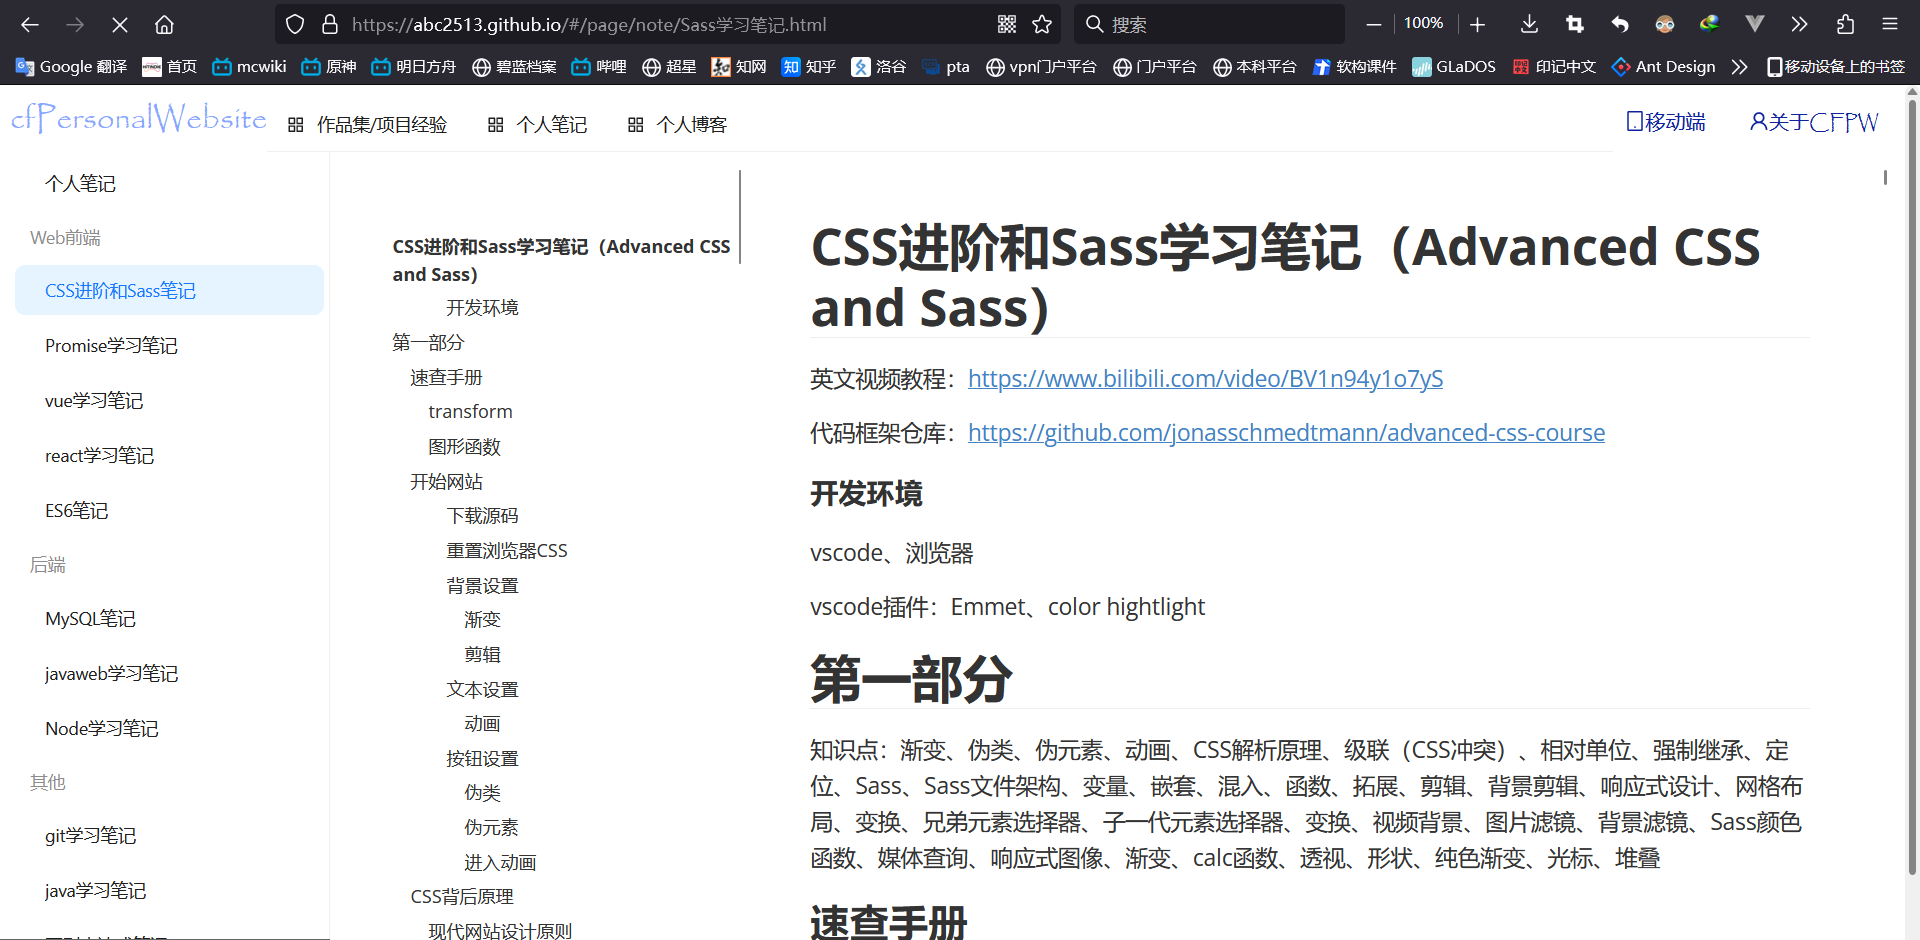 https://abc2513.github.io/#/page/note/Sass学习笔记.html
搜索
100%
Google 翻译
首页
mcwiki
原神
明日方舟
碧蓝档案
哔哩
超星
知网
知乎
洛谷
pta
vpn门户平台
门户平台
本科平台
软构课件
GLaDOS
印记中文
Ant Design
移动设备上的书签
cfPersonalWebsite
作品集/项目经验
个人笔记
个人博客
移动端
关于CFPW
个人笔记
Web前端
CSS进阶和Sass笔记
Promise学习笔记
vue学习笔记
react学习笔记
ES6笔记
后端
MySQL笔记
javaweb学习笔记
Node学习笔记
其他
git学习笔记
java学习笔记
CSS进阶和Sass学习笔记（Advanced CSS
and Sass）
开发环境
第一部分
速查手册
transform
图形函数
开始网站
下载源码
重置浏览器CSS
背景设置
渐变
剪辑
文本设置
动画
按钮设置
伪类
伪元素
进入动画
CSS背后原理
现代网站设计原则
CSS进阶和Sass学习笔记（Advanced CSS
and Sass）
英文视频教程：https://www.bilibili.com/video/BV1n94y1o7yS
代码框架仓库：https://github.com/jonasschmedtmann/advanced-css-course
开发环境
vscode、浏览器
vscode插件：Emmet、color hightlight
第一部分
知识点：渐变、伪类、伪元素、动画、CSS解析原理、级联（CSS冲突）、相对单位、强制继承、定
位、Sass、Sass文件架构、变量、嵌套、混入、函数、拓展、剪辑、背景剪辑、响应式设计、网格布
局、变换、兄弟元素选择器、子一代元素选择器、变换、视频背景、图片滤镜、背景滤镜、Sass颜色
函数、媒体查询、响应式图像、渐变、calc函数、透视、形状、纯色渐变、光标、堆叠
速查手册